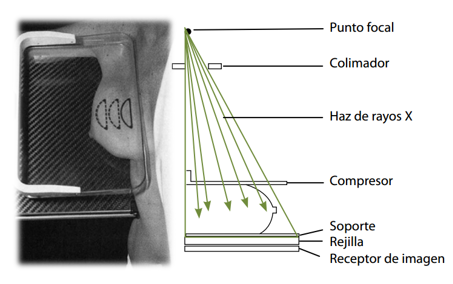 Punto focal
Colimador
Haz de rayos X
Compresor
Soporte
Rejilla
Receptor de imagen